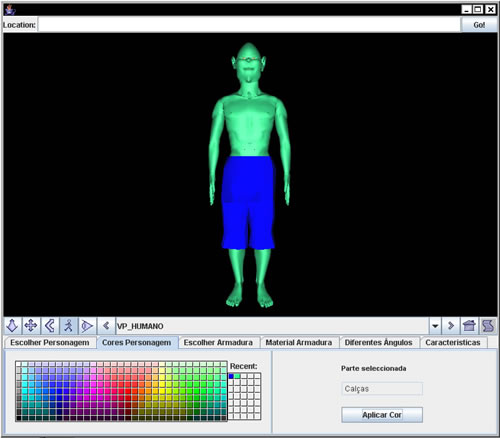 Location:
Go!
VP_HUMANO
Escolher Personagem
Cores Personagem
Escolher Armadura
Material Armadura
Diferentes Ângulos
Características
Recent:
Parte seleccionada
Calças
Aplicar Cor